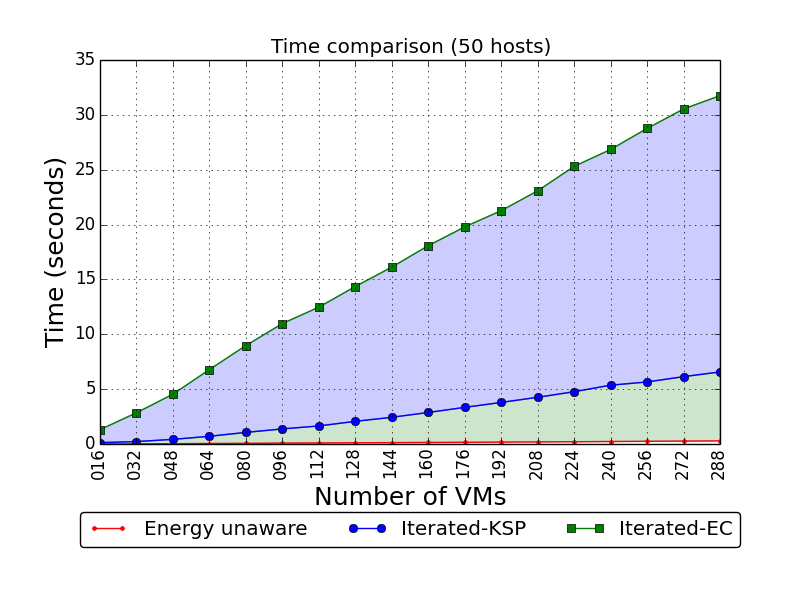 Time comparison (50 hosts)
35
30
25
20
15
10
5
0
Time (seconds)
016 032 048 064 080 096 112 128 144 160 176 192 208 224 240 256 272 288
Number of VMs
Energy unaware Iterated-KSP Iterated-EC